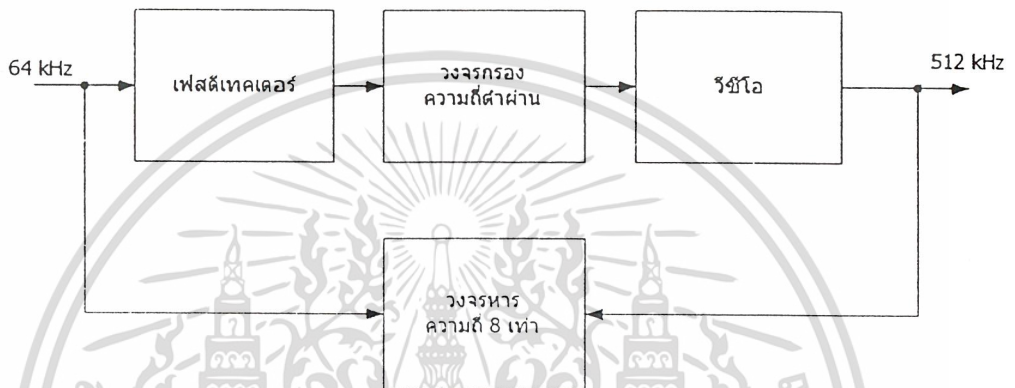 64 kHz
เฟสดีเทคเตอร์
วงจรกรอง
ความถี่ต่ำผ่าน
วีซีโอ
512 kHz
วงจรหาร
ความถี่ 8 เท่า